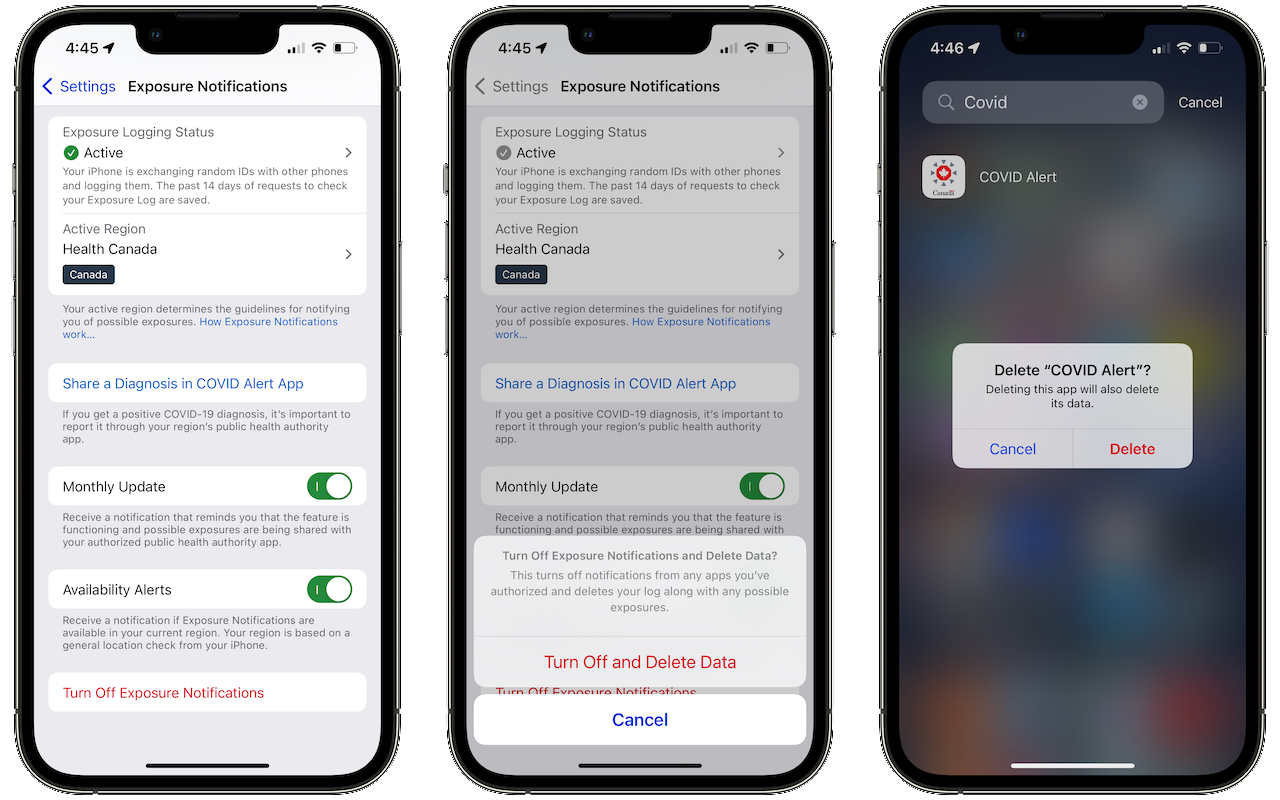 4:45
Settings
Exposure Notifications
Exposure Logging Status
Active
Your iPhone is exchanging random IDs with other phones
and logging them. The past 14 days of requests to check
your Exposure Log are saved.
Active Region
Health Canada
Canada
Your active region determines the guidelines for notifying
you of possible exposures. How Exposure Notifications
work...
Share a Diagnosis in COVID Alert App
If you get a positive COVID-19 diagnosis, it's important to
report it through your region's public health authority
app.
Monthly Update
Receive a notification that reminds you that the feature is
functioning and possible exposures are being shared with
your authorized public health authority app.
Availability Alerts
Receive a notification if Exposure Notifications are
available in your current region. Your region is based on a
general location check from your iPhone.
Turn Off Exposure Notifications
4:45
Settings
Exposure Notifications
Exposure Logging Status
Active
Your iPhone is exchanging random IDs with other phones
and logging them. The past 14 days of requests to check
your Exposure Log are saved.
Active Region
Health Canada
Canada
Your active region determines the guidelines for notifying
you of possible exposures. How Exposure Notifications
work...
Share a Diagnosis in COVID Alert App
If you get a positive COVID-19 diagnosis, it's important to
report it through your region's public health authority
app.
Monthly Update
Receive a notification that reminds you that the feature is
functioning and possible exposures are being shared with
Turn Off Exposure Notifications and Delete Data?
This turns off notifications from any apps you've
authorized and deletes your log along with any possible
exposures.
Turn Off and Delete Data
Turn Off Exposure Notifications
Cancel
4:46
Covid
Cancel
Canada
COVID Alert
Delete “COVID Alert”?
Deleting this app will also delete
its data.
Cancel
Delete